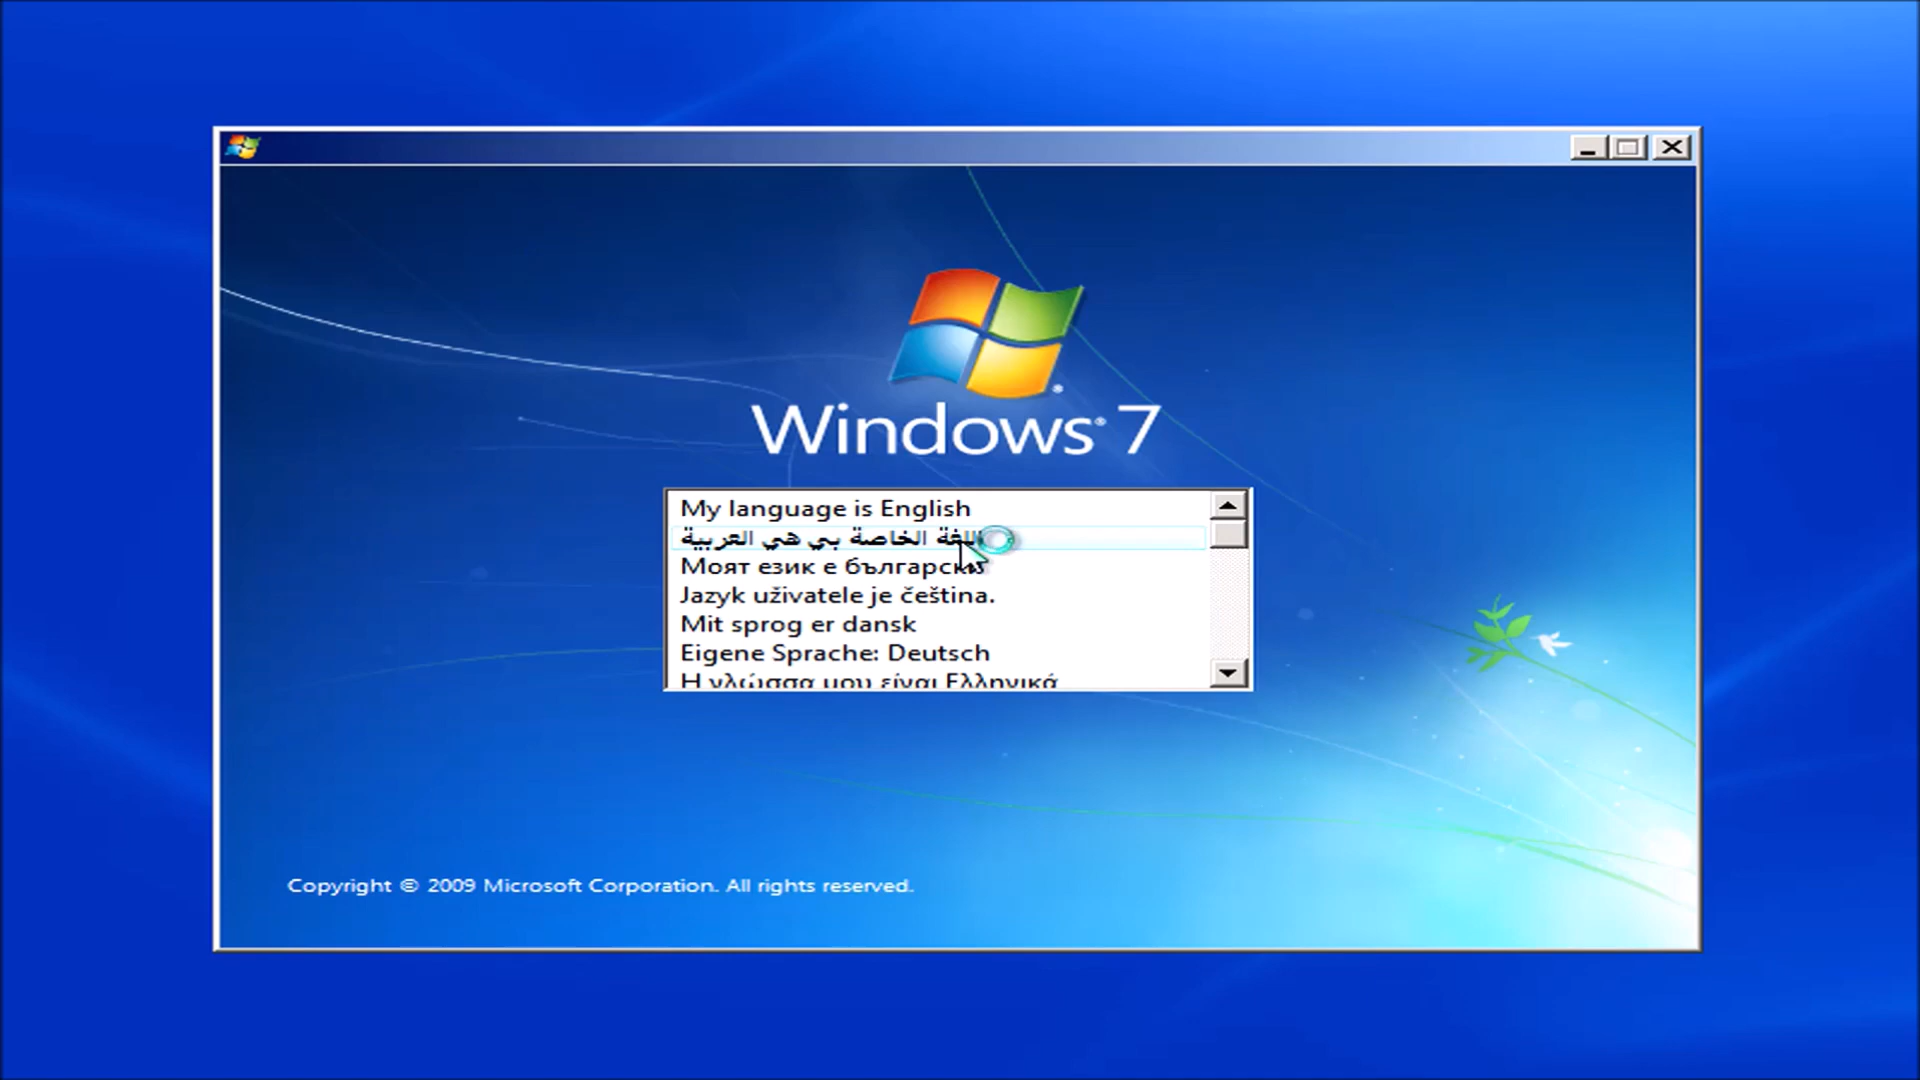 Windows® 7
My language is English
اللغة الخاصة بي هي العربية
Моят език е български
Jazyk uživatele je čeština.
Mit sprog er dansk
Eigene Sprache: Deutsch
Η γλώσσα μου είναι Ελληνικά
Copyright © 2009 Microsoft Corporation. All rights reserved.